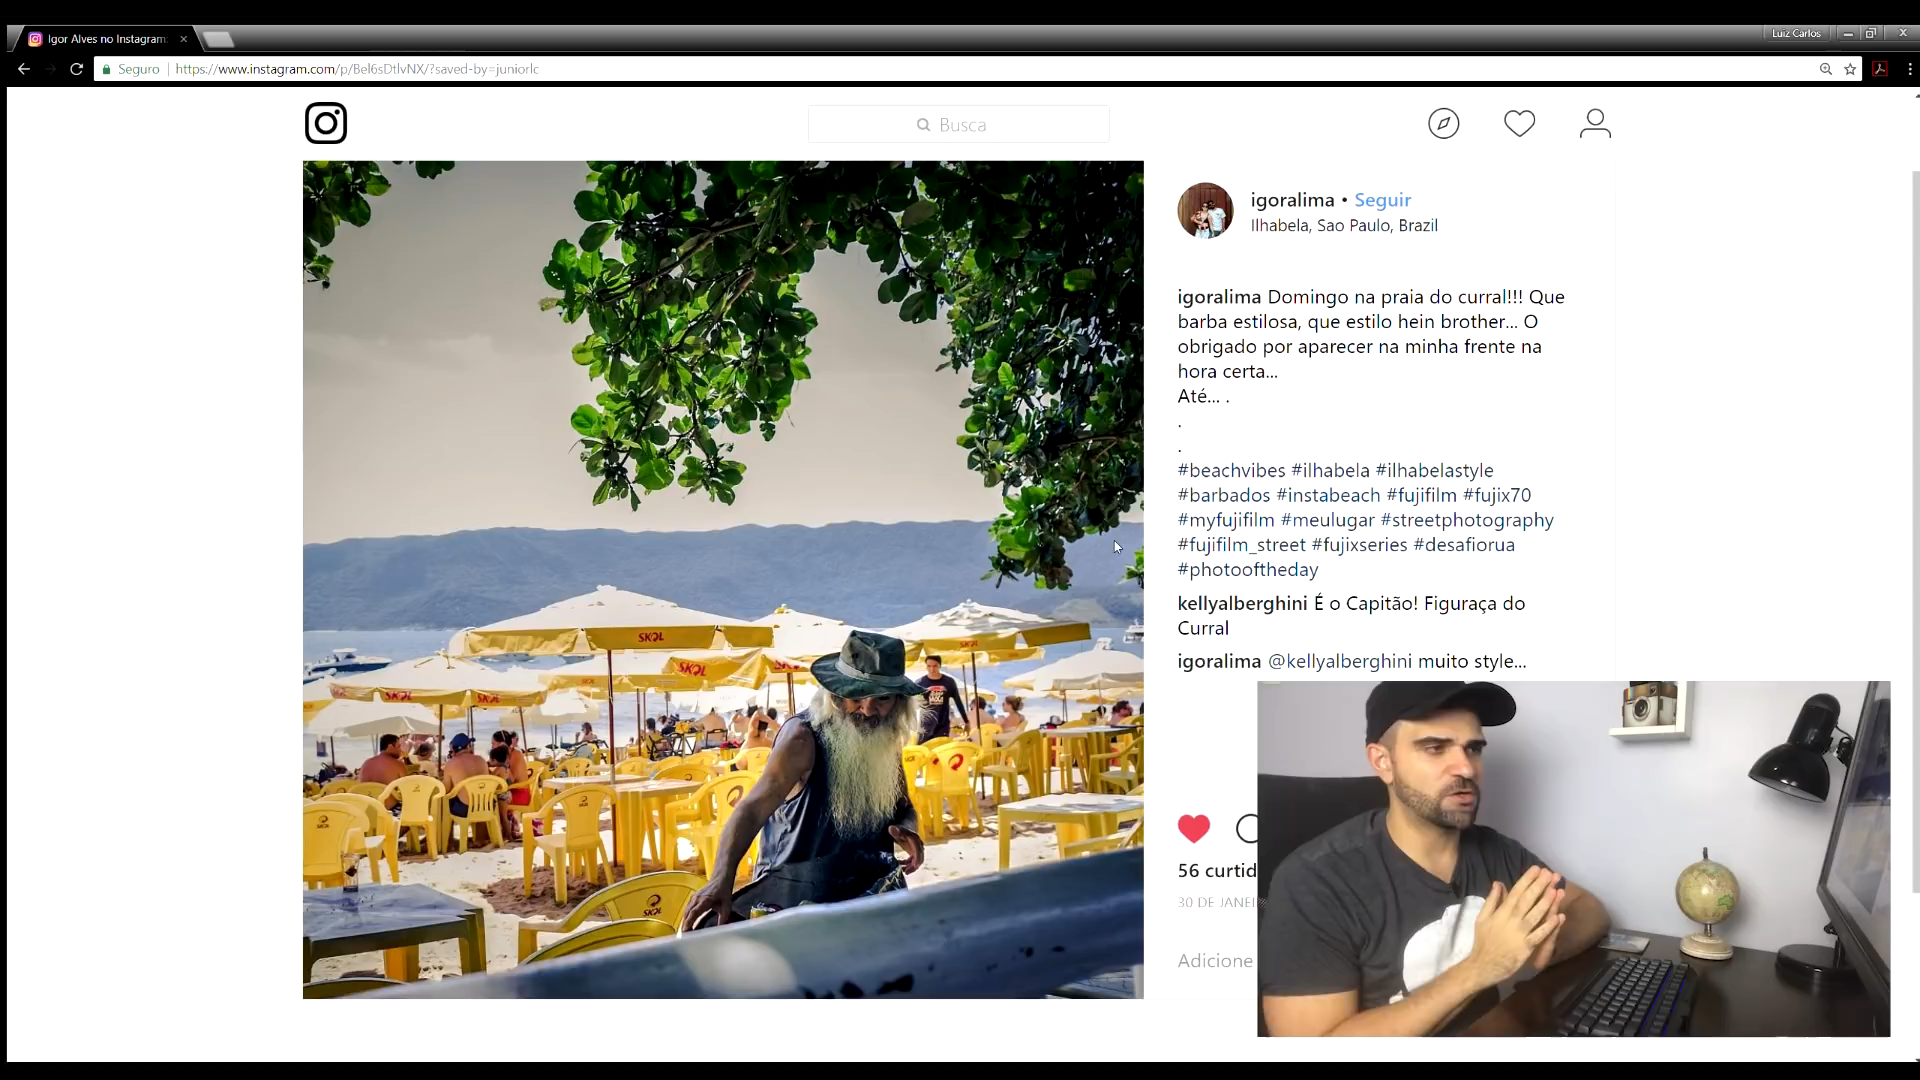 Igor Alves no Instagram:
Luiz Carlos
Seguro | https://www.instagram.com/p/Bel6sDtlvNX/?saved-by=juniorlc
Busca
igoralima • Seguir
Ilhabela, Sao Paulo, Brazil
igoralima Domingo na praia do curral!!! Que
barba estilosa, que estilo hein brother... O
obrigado por aparecer na minha frente na
hora certa...
Até... .
.
.
#beachvibes #ilhabela #ilhabelastyle
#barbados #instabeach #fujifilm #fujix70
#myfujifilm #meulugar #streetphotography
#fujifilm_street #fujixseries #desafiorua
#photooftheday
kellyalberghini É o Capitão! Figuraça do
Curral
igoralima @kellyalberghini muito style...
56 curtid
30 DE JANEI
Adicione
SKOL
SKOL
SKOL
SKOL
SKOL